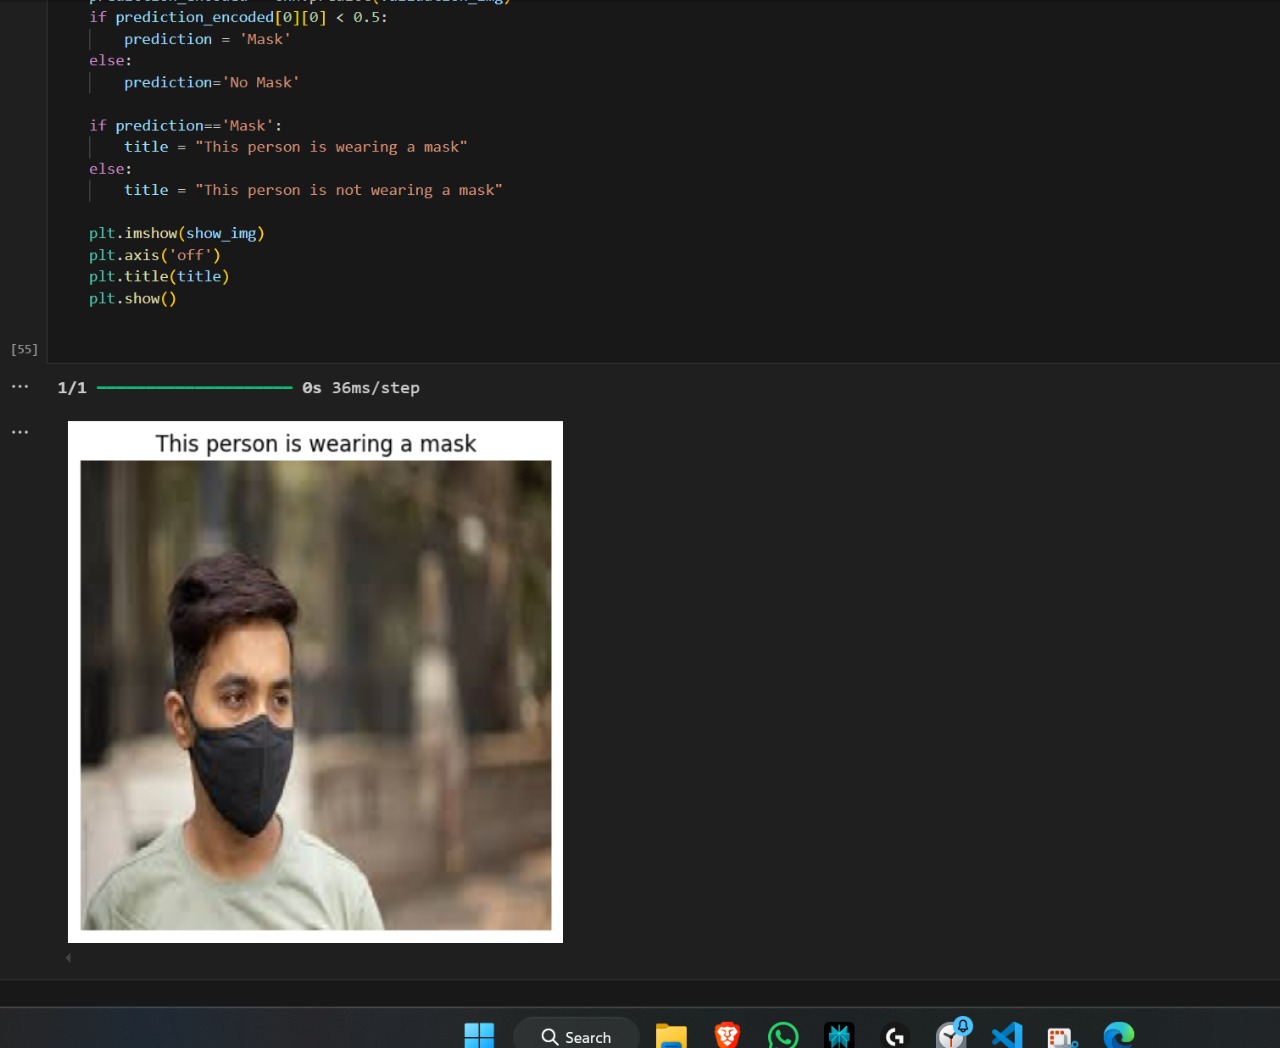 if prediction_encoded[0][0] < 0.5:
prediction = 'Mask'
else:
prediction='No Mask'
if prediction=='Mask':
title = "This person is wearing a mask"
else:
title = "This person is not wearing a mask"
plt.imshow(show_img)
plt.axis('off')
plt.title(title)
plt.show()
[55]
... 1/1 0s 36ms/step
...
This person is wearing a mask
Search